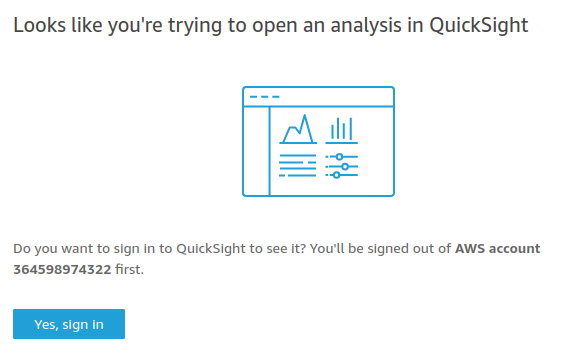 Looks like you're trying to open an analysis in QuickSight
Do you want to sign in to QuickSight to see it? You'll be signed out of AWS account
364598974322 first.
Yes, sign in